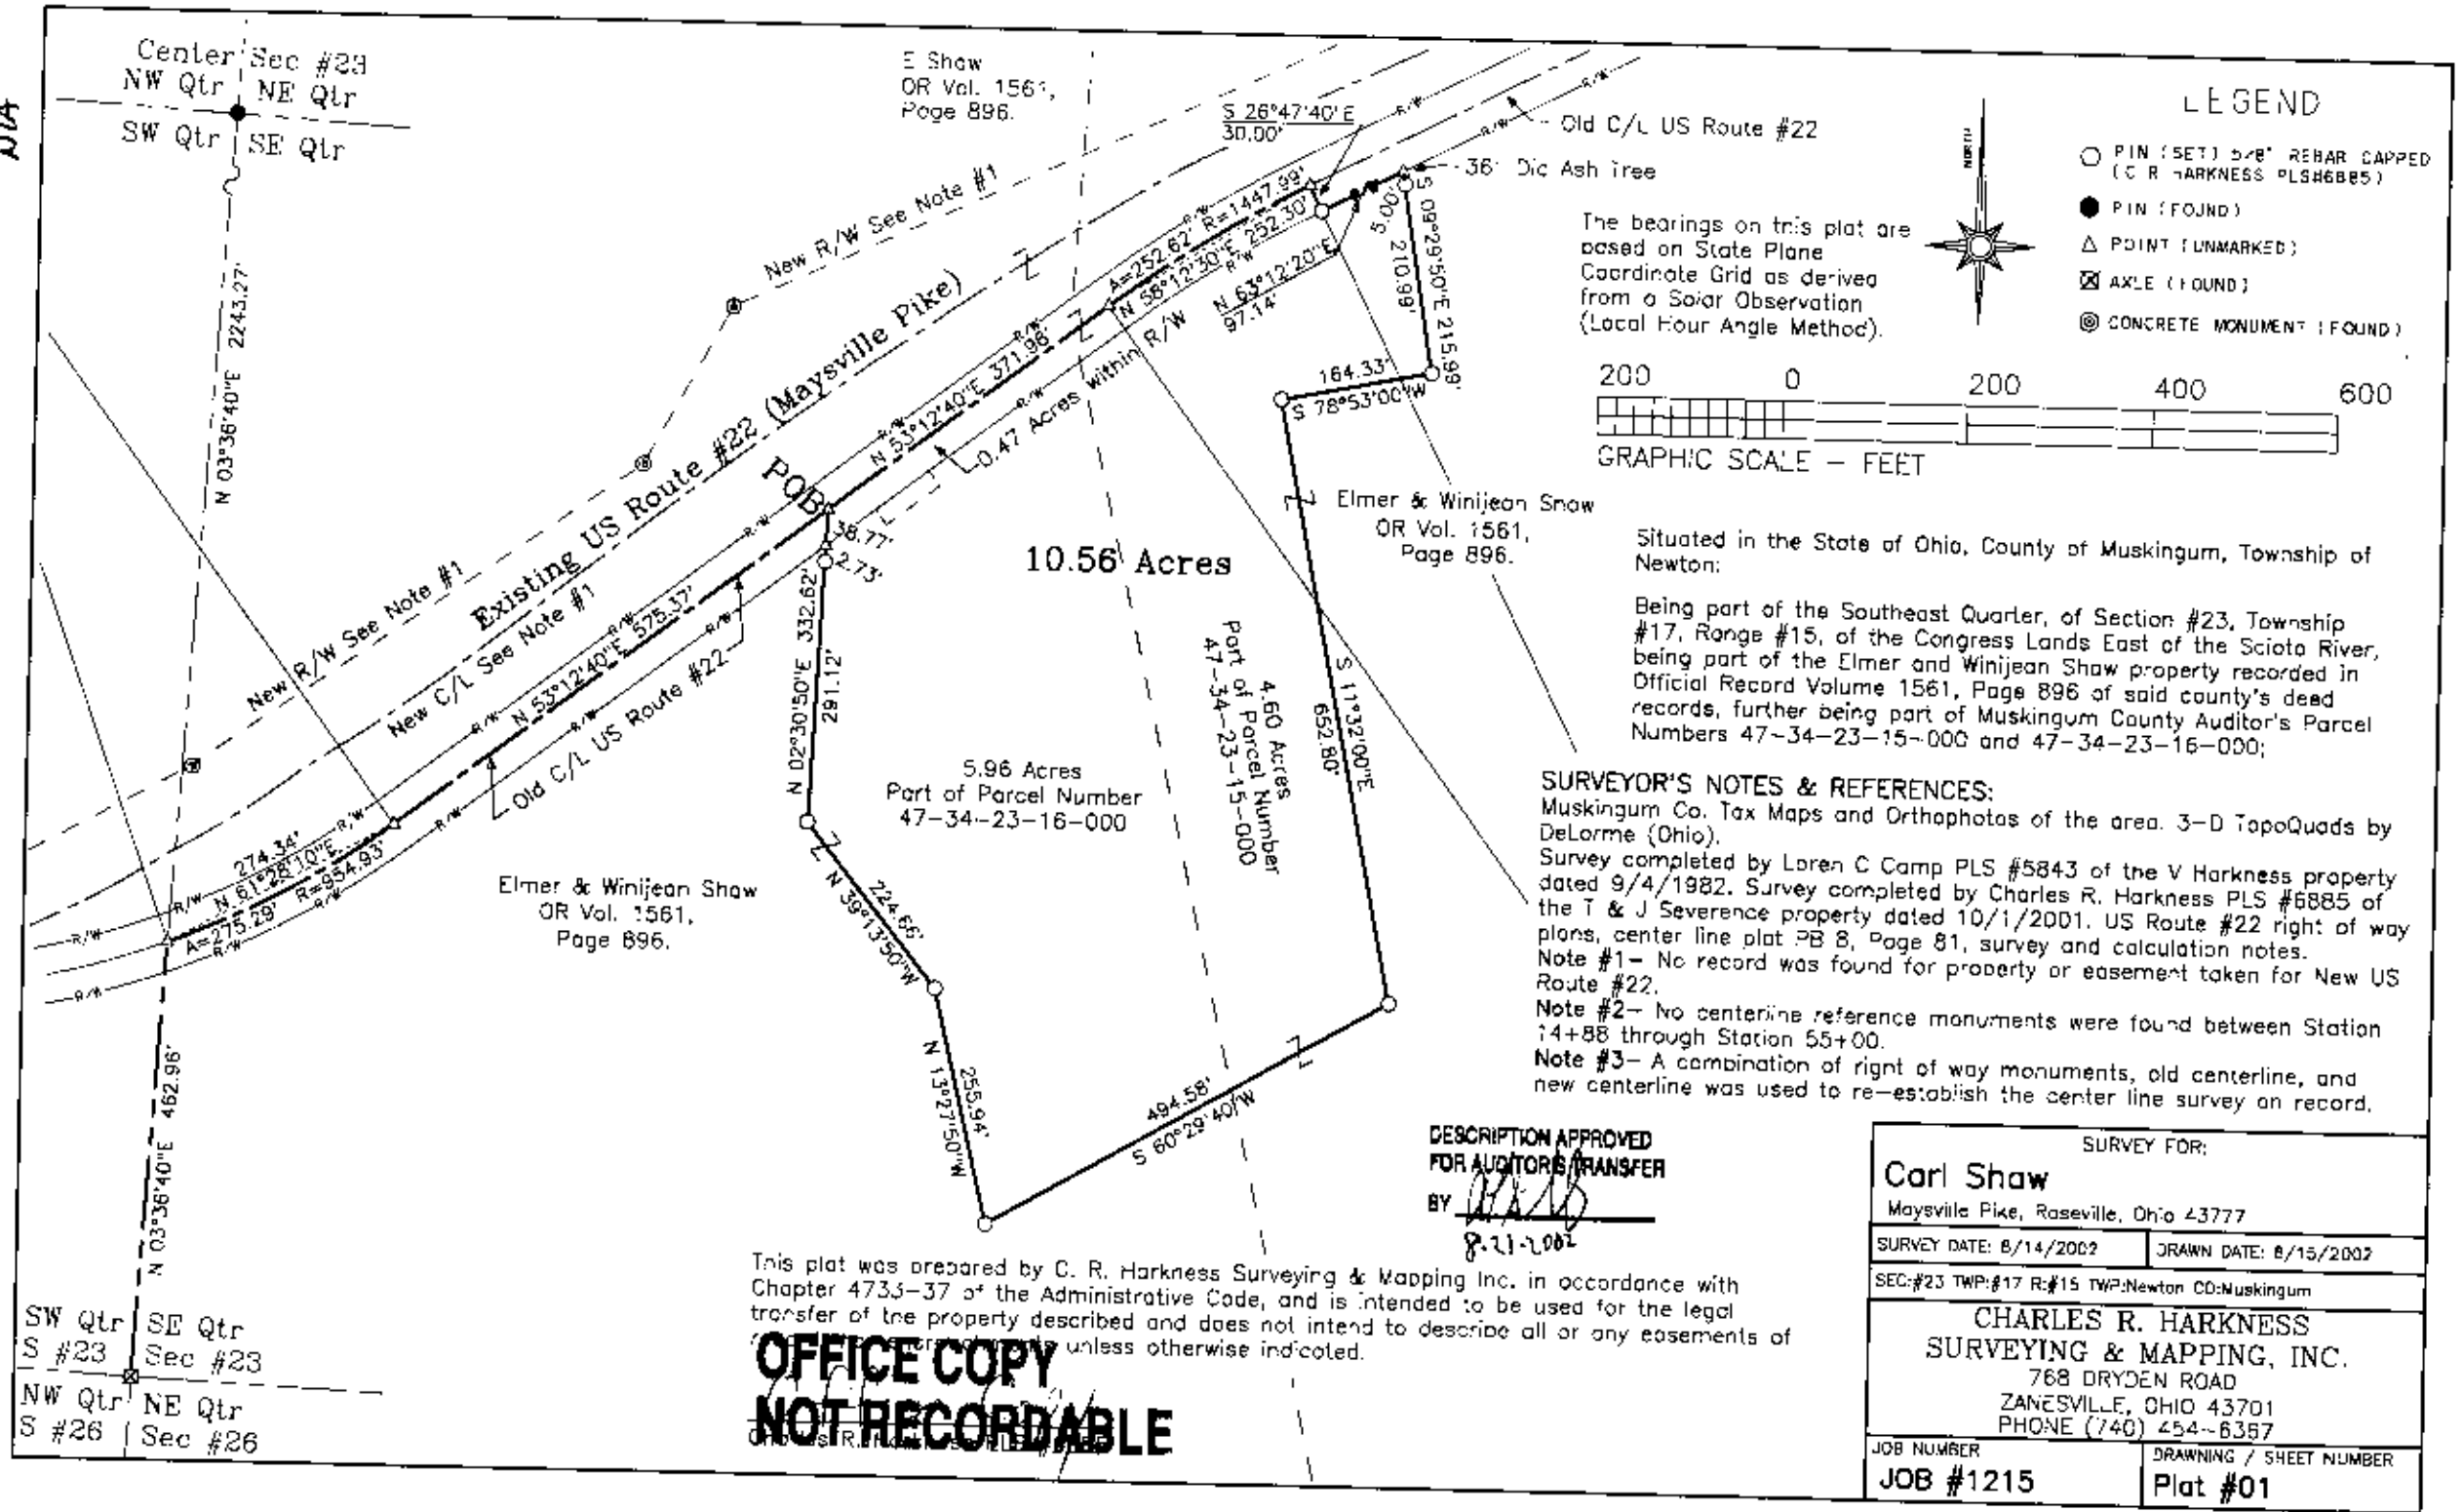 N/A
Center Sec #23
NW Qtr NE Qtr
SW Qtr SE Qtr
N 03°36'40"E 2243.27'
E Shaw
OR Vol. 1561,
Page 896.
S 26°47'40"E
30.00'
Old C/L US Route #22
36" Dia Ash Tree
New R/W See Note #1
Existing US Route #22 (Maysville Pike)
A=252.62' R=1447.99'
N 58°12'30"E 252.30'
N 63°12'20"E
97.14'
5.00'
S 09°29'50"E 215.99'
210.99'
164.33'
S 78°53'00"W
N 53°12'40"E 371.98'
0.47 Acres within R/W
POB
38.77'
2.73'
New R/W See Note #1
New C/L See Note #1
N 53°12'40"E 575.37'
Old C/L US Route #22
N 02°30'50"E 332.62'
291.12'
274.34'
N 61°28'10"E
A=275.29' R=954.93'
R/W
10.56 Acres
Elmer & Winijean Shaw
OR Vol. 1561,
Page 896.
S 11°32'00"E
652.80'
4.60 Acres
Part of Parcel Number
47-34-23-15-000
5.96 Acres
Part of Parcel Number
47-34-23-16-000
Elmer & Winijean Shaw
OR Vol. 1561,
Page 896.
224.66'
N 39°13'50"W
N 13°27'50"W
255.94'
494.58'
S 60°29'40"W
N 03°36'40"E 462.96'
SW Qtr SE Qtr
S #23 Sec #23
NW Qtr NE Qtr
S #26 Sec #26
NORTH
LEGEND
PIN (SET) 5/8" REBAR CAPPED
(C R HARKNESS PLS#6885)
PIN (FOUND)
POINT (UNMARKED)
AXLE (FOUND)
CONCRETE MONUMENT (FOUND)
The bearings on this plat are
based on State Plane
Coordinate Grid as derived
from a Solar Observation
(Local Hour Angle Method).
200 0 200 400 600
GRAPHIC SCALE - FEET
Situated in the State of Ohio, County of Muskingum, Township of
Newton:
Being part of the Southeast Quarter, of Section #23, Township
#17, Range #15, of the Congress Lands East of the Scioto River,
being part of the Elmer and Winijean Shaw property recorded in
Official Record Volume 1561, Page 896 of said county's deed
records, further being part of Muskingum County Auditor's Parcel
Numbers 47-34-23-15-000 and 47-34-23-16-000;
SURVEYOR'S NOTES & REFERENCES:
Muskingum Co. Tax Maps and Orthophotos of the area. 3-D TopoQuads by
DeLorme (Ohio).
Survey completed by Loren C Camp PLS #5843 of the V Harkness property
dated 9/4/1982. Survey completed by Charles R. Harkness PLS #6885 of
the T & J Severence property dated 10/1/2001. US Route #22 right of way
plans, center line plat PB 8, Page 81, survey and calculation notes.
Note #1- No record was found for property or easement taken for New US
Route #22.
Note #2- No centerline reference monuments were found between Station
14+88 through Station 55+00.
Note #3- A combination of right of way monuments, old centerline, and
new centerline was used to re-establish the center line survey on record.
DESCRIPTION APPROVED
FOR AUDITOR'S TRANSFER
BY
8-21-2002
This plat was prepared by C. R. Harkness Surveying & Mapping Inc. in accordance with
Chapter 4733-37 of the Administrative Code, and is intended to be used for the legal
transfer of the property described and does not intend to describe all or any easements of
unless otherwise indicated.
OFFICE COPY
NOT RECORDABLE
SURVEY FOR:
Carl Shaw
Maysville Pike, Roseville, Ohio 43777
SURVEY DATE: 8/14/2002 DRAWN DATE: 8/15/2002
SEC:#23 TWP:#17 R:#15 TWP:Newton CO:Muskingum
CHARLES R. HARKNESS
SURVEYING & MAPPING, INC.
768 DRYDEN ROAD
ZANESVILLE, OHIO 43701
PHONE (740) 454-6367
JOB NUMBER
JOB #1215
DRAWING / SHEET NUMBER
Plat #01